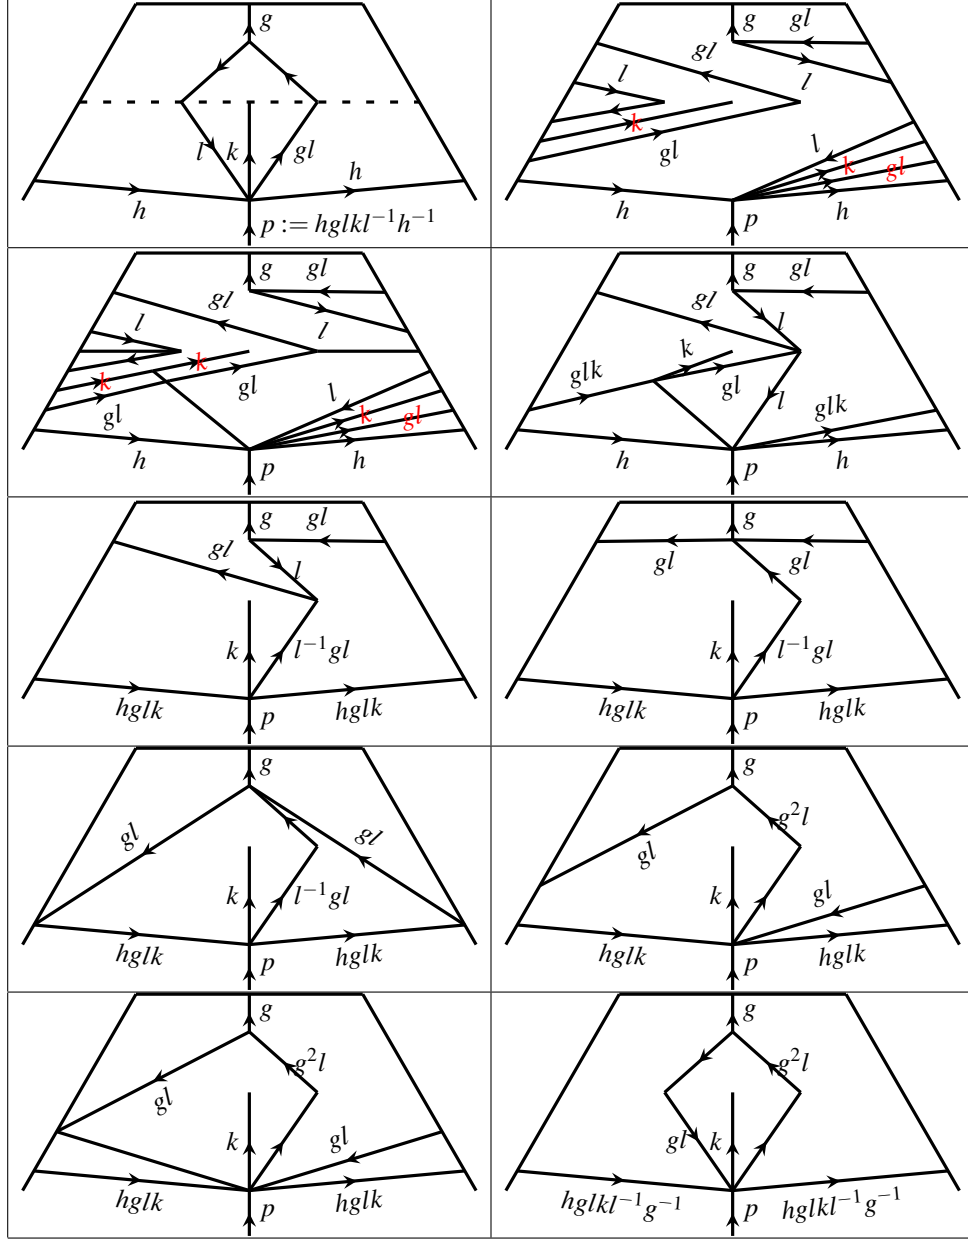 g
l k gl
h h
p := hglkl⁻¹h⁻¹
g gl
gl l
l
k gl
l k gl
h p h
g gl
gl l
l k
k gl
gl
l k gl
h p h
g gl
gl l
k
glk gl
l glk
h p h
g gl
gl l
k l⁻¹gl
hglk p hglk
g
gl gl
k l⁻¹gl
hglk p hglk
g
gl gl
k l⁻¹gl
hglk p hglk
g
gl g²l
k gl
hglk p hglk
g
gl g²l
k gl
hglk p hglk
g
g²l
gl k
hglkl⁻¹g⁻¹ p hglkl⁻¹g⁻¹